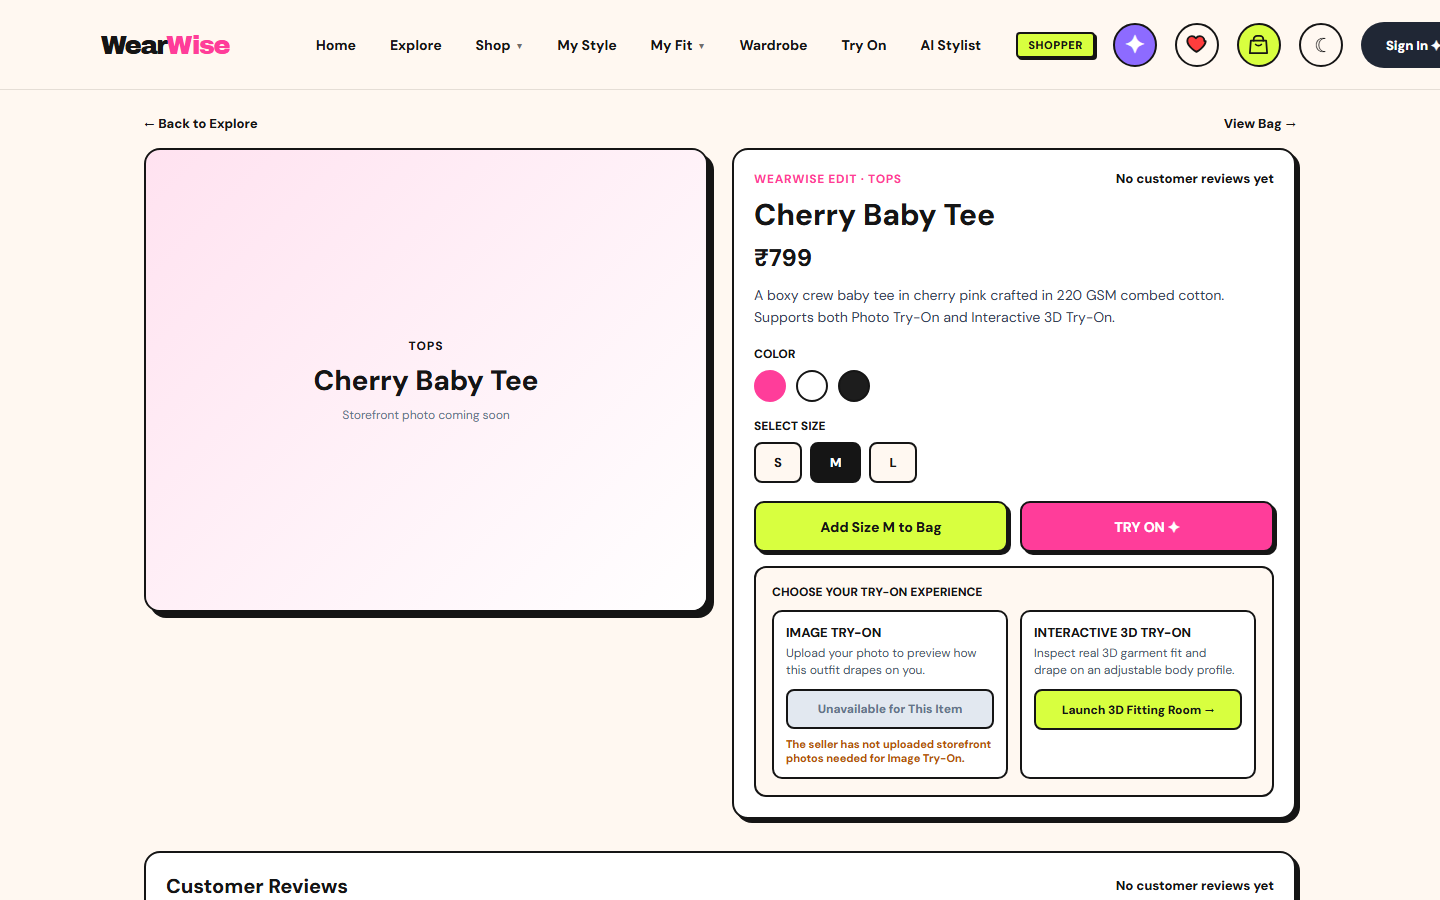 WearWise
Home
Explore
Shop ▼
My Style
My Fit ▼
Wardrobe
Try On
AI Stylist
SHOPPER
Sign In ✦
← Back to Explore
View Bag →
TOPS
Cherry Baby Tee
Storefront photo coming soon
WEARWISE EDIT · TOPS
No customer reviews yet
Cherry Baby Tee
₹799
A boxy crew baby tee in cherry pink crafted in 220 GSM combed cotton.
Supports both Photo Try-On and Interactive 3D Try-On.
COLOR
SELECT SIZE
S
M
L
Add Size M to Bag
TRY ON ✦
CHOOSE YOUR TRY-ON EXPERIENCE
IMAGE TRY-ON
Upload your photo to preview how
this outfit drapes on you.
Unavailable for This Item
The seller has not uploaded storefront
photos needed for Image Try-On.
INTERACTIVE 3D TRY-ON
Inspect real 3D garment fit and
drape on an adjustable body profile.
Launch 3D Fitting Room →
Customer Reviews
No customer reviews yet